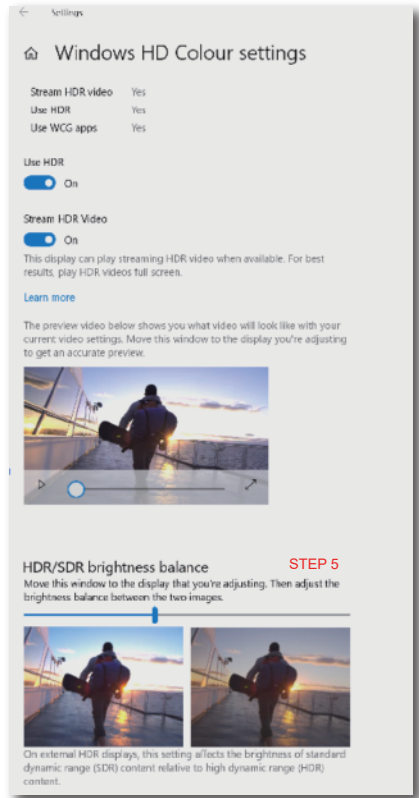 Settings
Windows HD Colour settings
Stream HDR video Yes
Use HDR Yes
Use WCG apps Yes
Use HDR
On
Stream HDR Video
On
This display can play streaming HDR video when available. For best
results, play HDR videos full screen.
Learn more
The preview video below shows you what video will look like with your
current video settings. Move this window to the display you're adjusting
to get an accurate preview.
HDR/SDR brightness balance STEP 5
Move this window to the display that you're adjusting. Then adjust the
brightness balance between the two images.
On external HDR displays, this setting affects the brightness of standard
dynamic range (SDR) content relative to high dynamic range (HDR)
content.